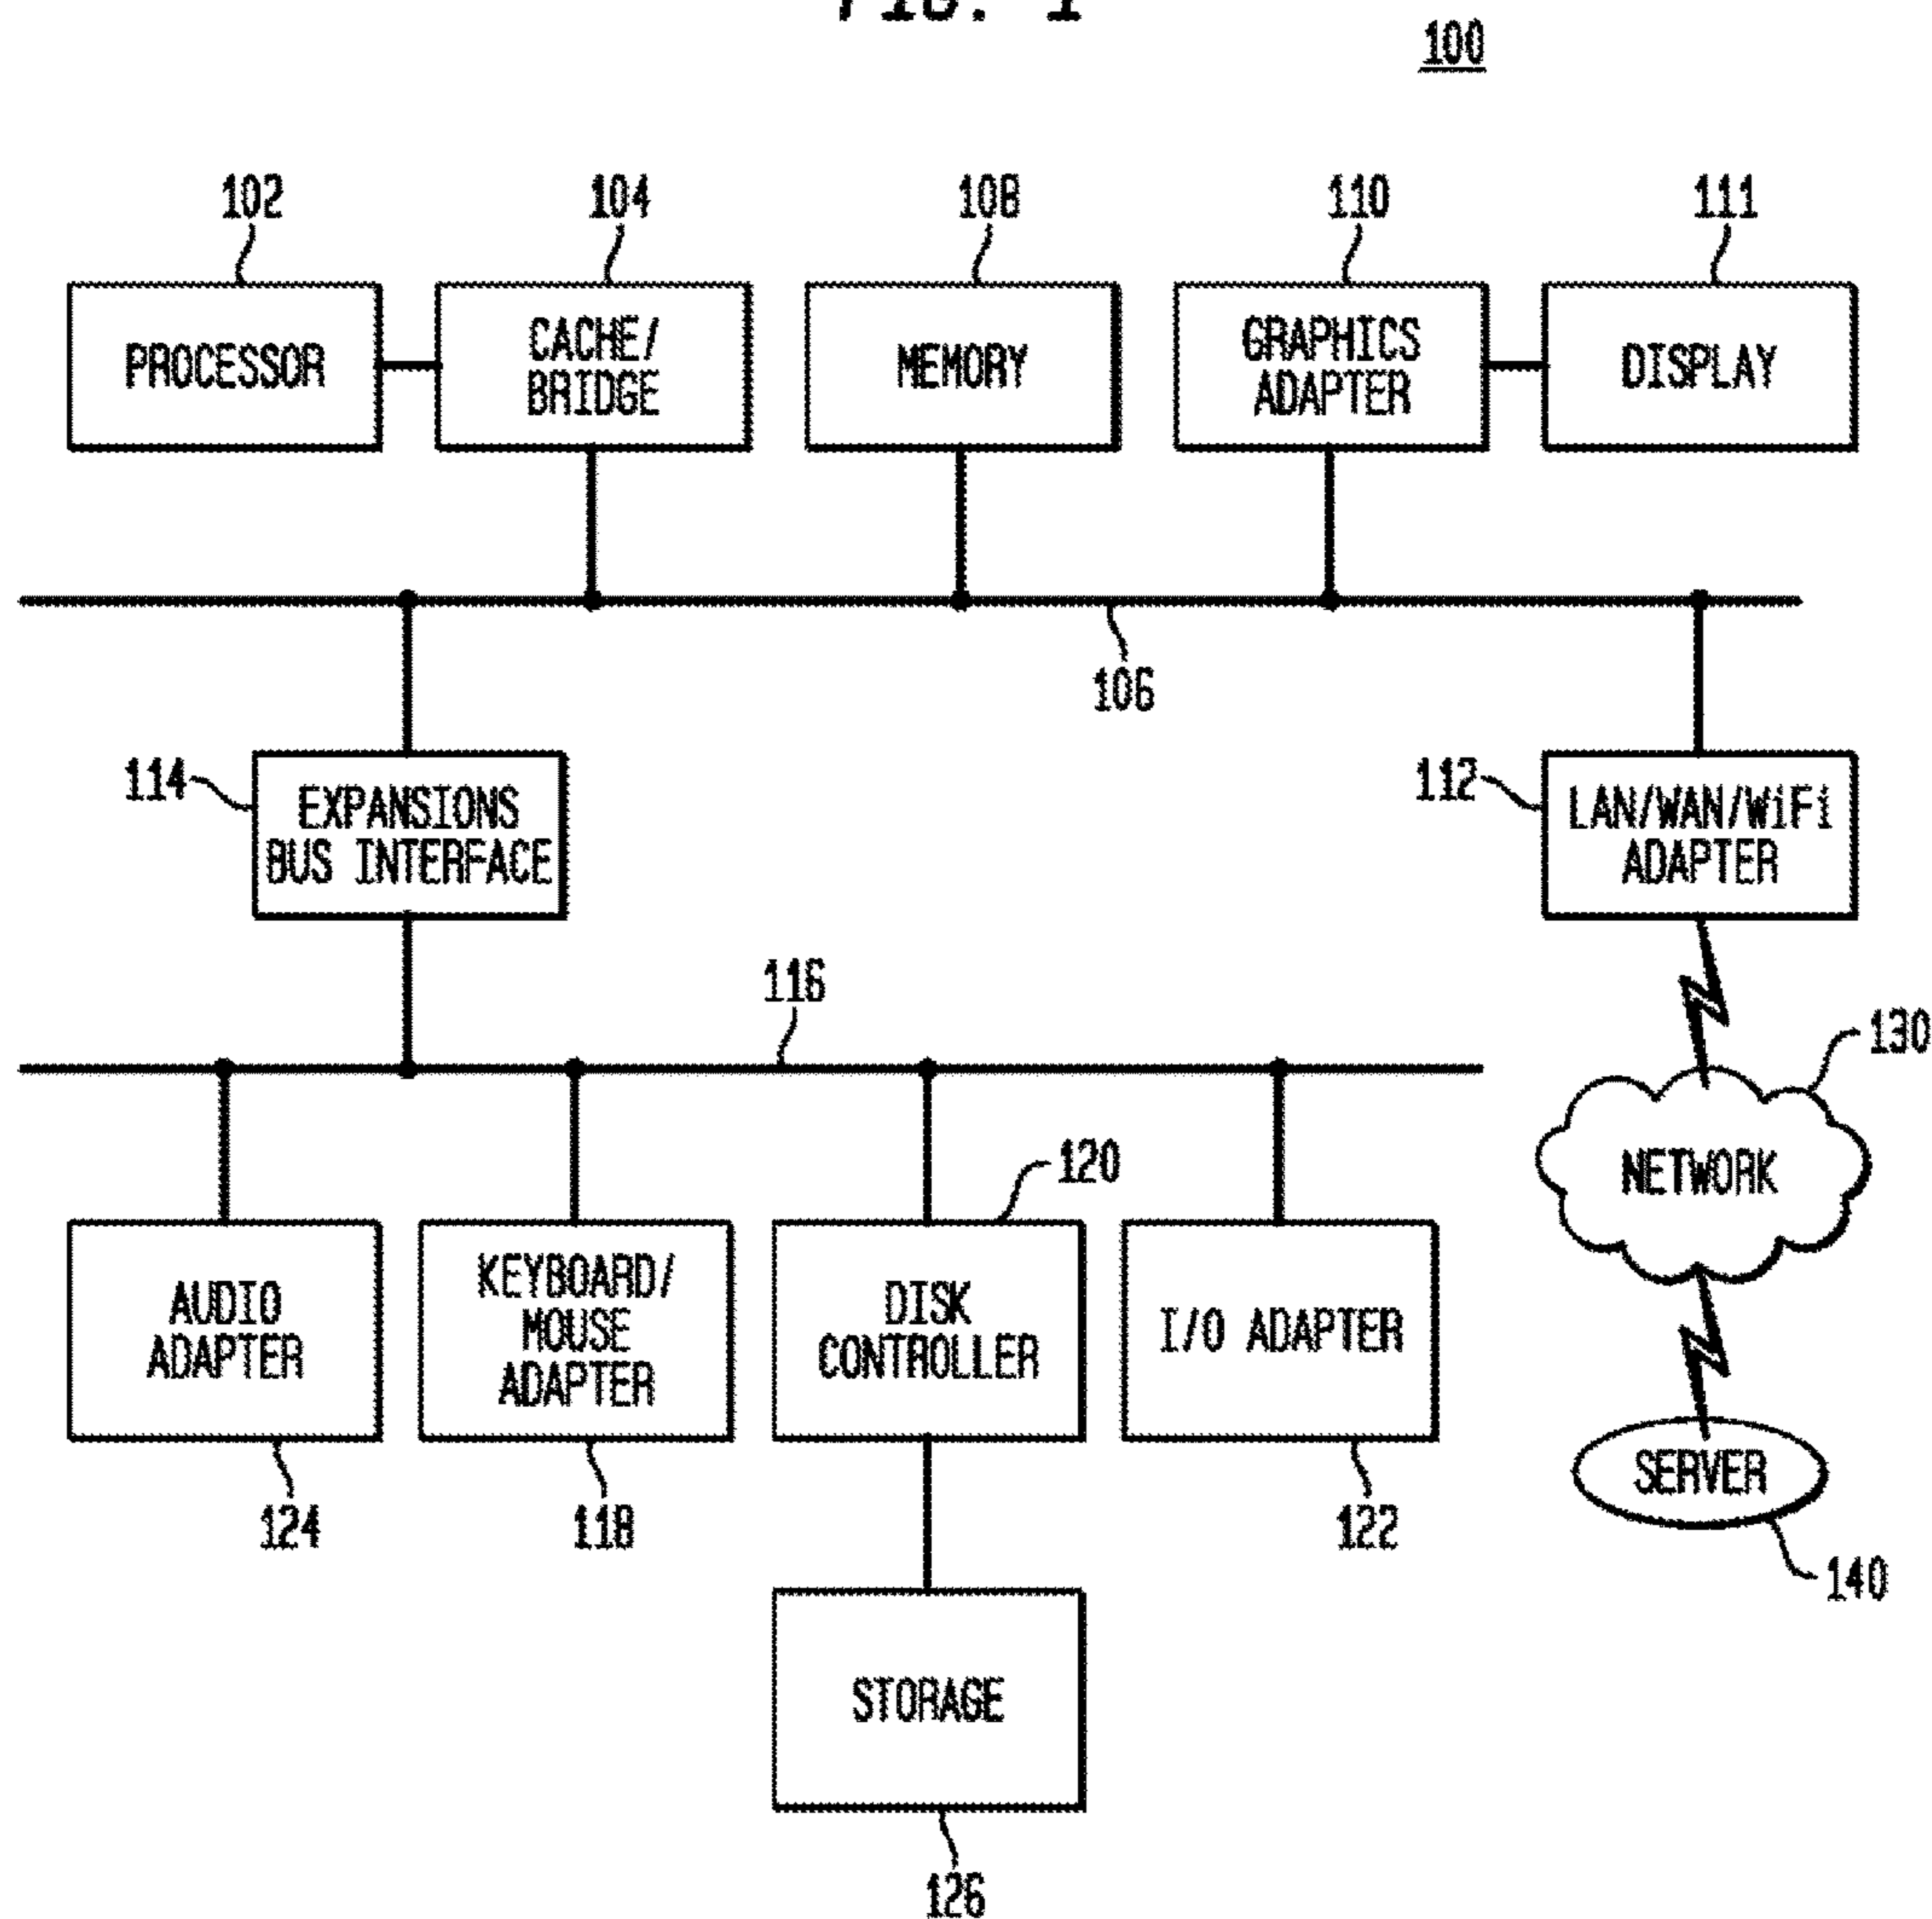 FIG. 1
100
102
104
108
110
111
PROCESSOR
CACHE/
BRIDGE
MEMORY
GRAPHICS
ADAPTER
DISPLAY
106
114
EXPANSIONS
BUS INTERFACE
112
LAN/WAN/WiFi
ADAPTER
116
130
NETWORK
120
AUDIO
ADAPTER
KEYBOARD/
MOUSE
ADAPTER
DISK
CONTROLLER
I/O ADAPTER
SERVER
124
118
122
140
STORAGE
126